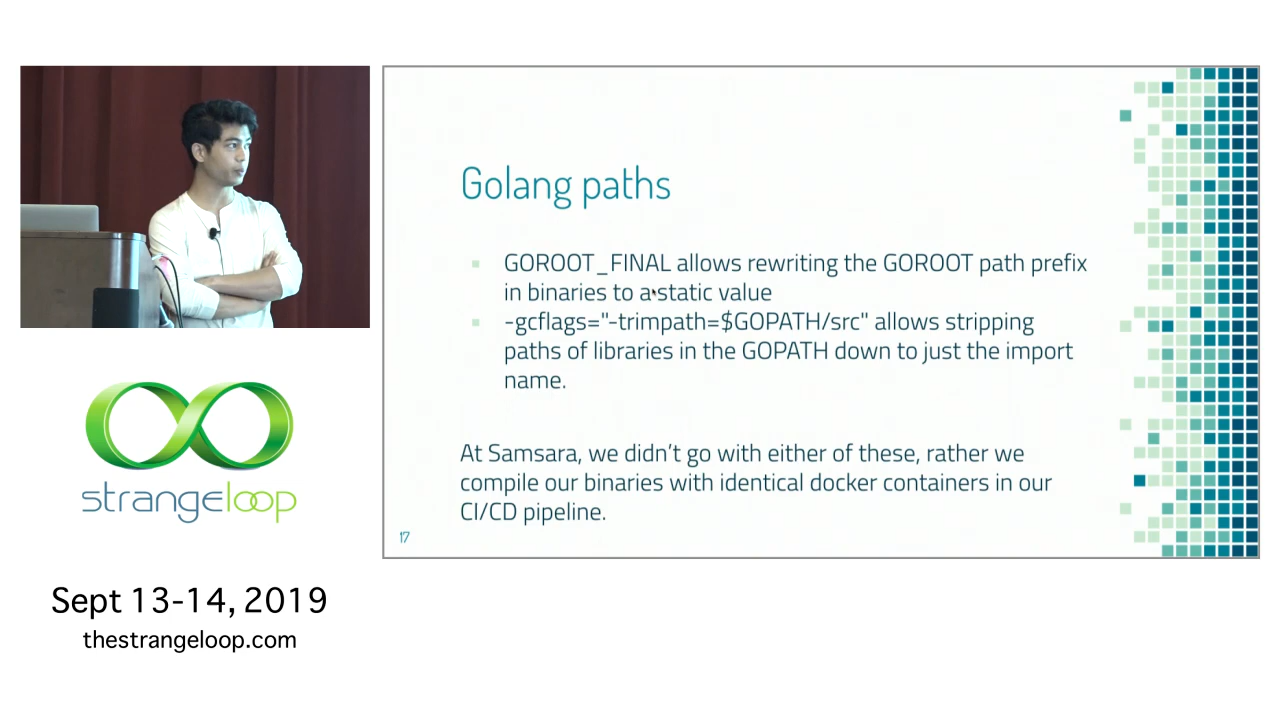 Golang paths
GOROOT_FINAL allows rewriting the GOROOT path prefix
in binaries to a static value
-gcflags="-trimpath=$GOPATH/src" allows stripping
paths of libraries in the GOPATH down to just the import
name.
At Samsara, we didn't go with either of these, rather we
compile our binaries with identical docker containers in our
CI/CD pipeline.
17
strangeloop
Sept 13-14, 2019
thestrangeloop.com